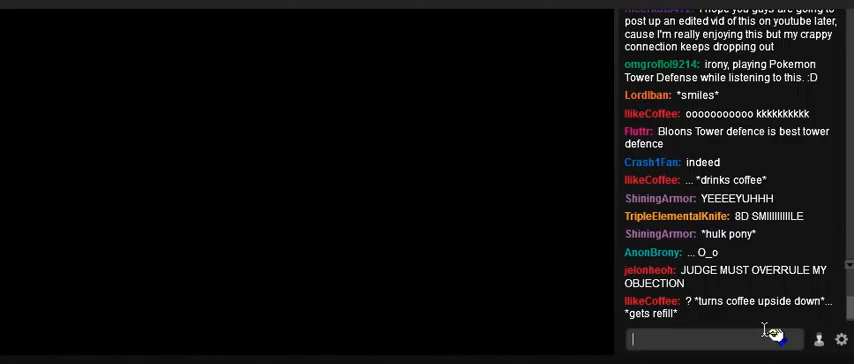 post up an edited vid of this on youtube later,
cause I'm really enjoying this but my crappy
connection keeps dropping out
omgroflol9214: irony, playing Pokemon
Tower Defense while listening to this. :D
LordIban: *smiles*
IlikeCoffee: ooooooooooo kkkkkkkkkk
Fluttr: Bloons Tower defence is best tower
defence
Crash1Fan: indeed
IlikeCoffee: ... *drinks coffee*
ShiningArmor: YEEEEYUHHH
TripleElementalKnife: 8D SMIIIIIIIIILE
ShiningArmor: *hulk pony*
AnonBrony: ... O_o
jelonheoh: JUDGE MUST OVERRULE MY
OBJECTION
IlikeCoffee: ? *turns coffee upside down*...
*gets refill*